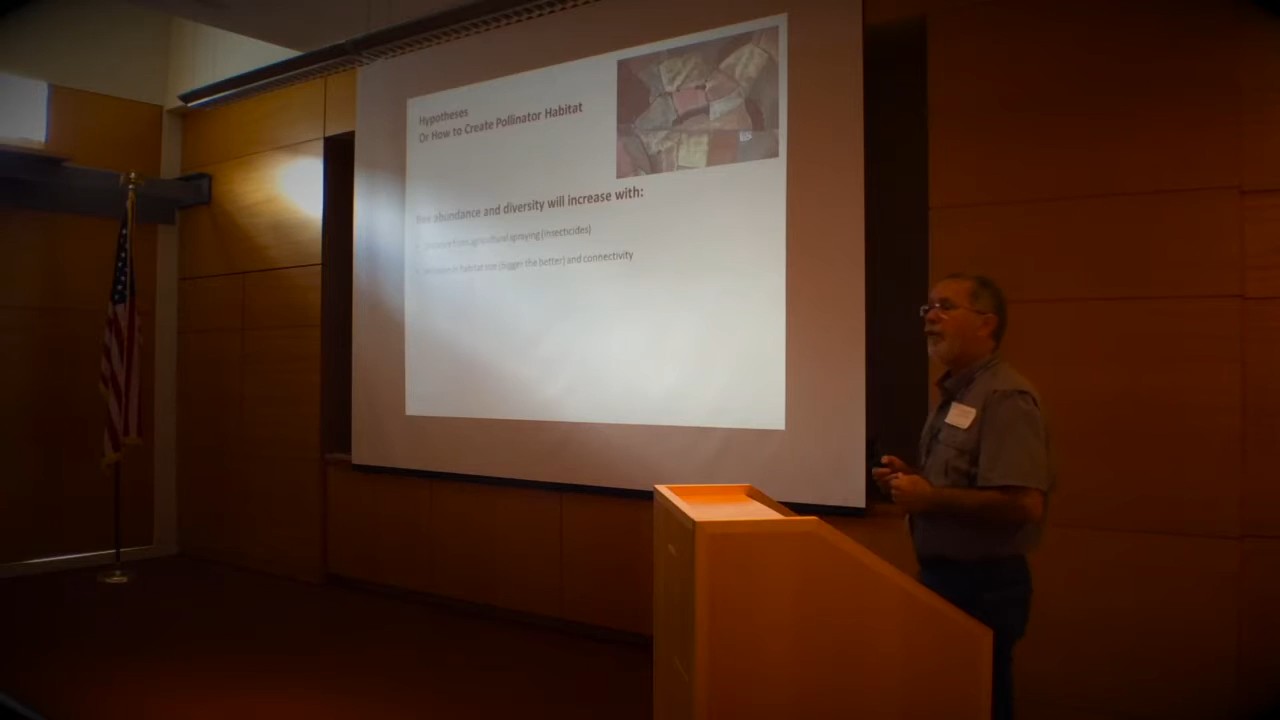 Hypotheses
Or How to Create Pollinator Habitat
Bee abundance and diversity will increase with:
from agricultural spraying (insecticides)
habitat size (bigger the better) and connectivity